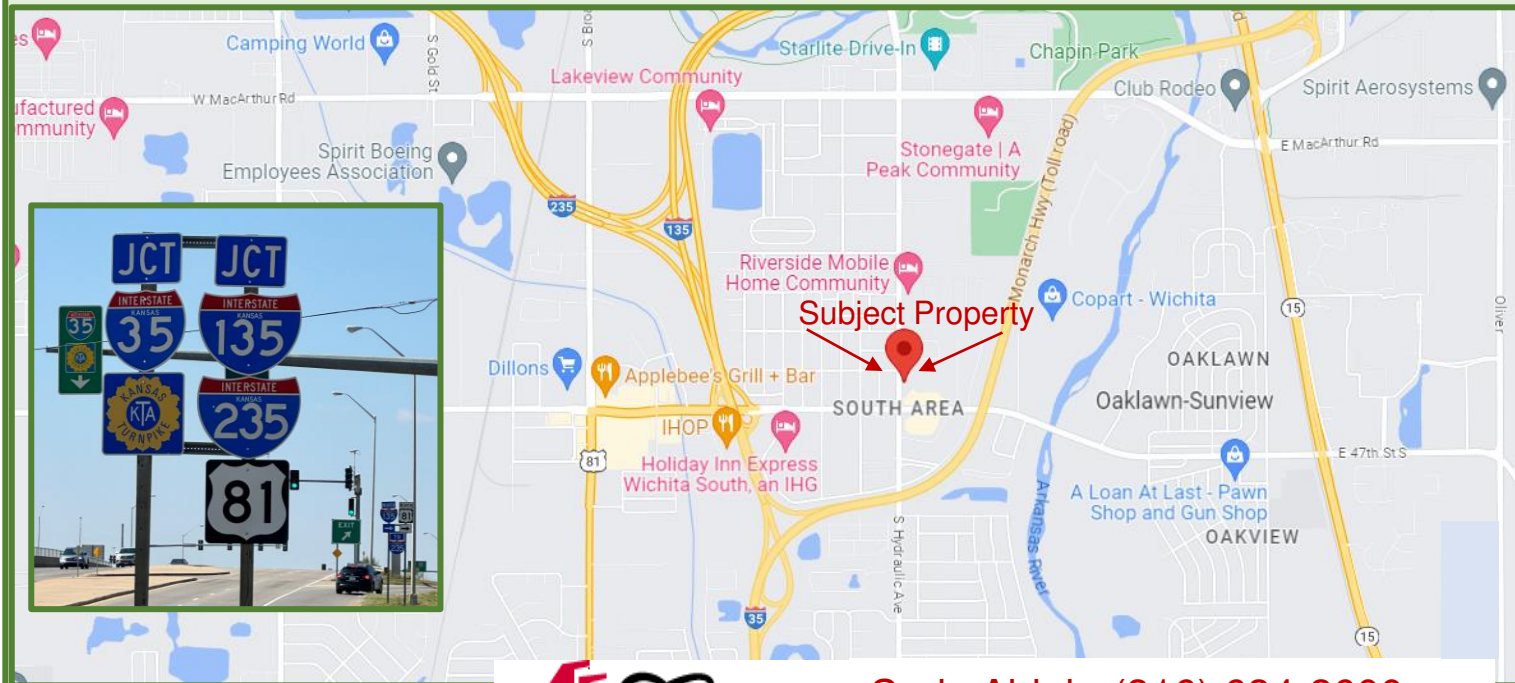 es
Camping World
S Gold St
S Bro
Starlite Drive-In
Chapin Park
Lakeview Community
Club Rodeo
Spirit Aerosystems
W MacArthur Rd
ufactured
mmunity
Stonegate | A
Peak Community
E MacArthur Rd
Spirit Boeing
Employees Association
235
135
Monarch Hwy (Toll road)
Riverside Mobile
Home Community
Subject Property
Copart - Wichita
15
Oliver
JCT
JCT
INTERSTATE
KANSAS
35
INTERSTATE
KANSAS
135
35
KANSAS
KTA
TURNPIKE
INTERSTATE
KANSAS
235
81
EXIT
81
Dillons
Applebee's Grill + Bar
OAKLAWN
Oaklawn-Sunview
SOUTH AREA
IHOP
81
Holiday Inn Express
Wichita South, an IHG
E 47th St S
A Loan At Last - Pawn
Shop and Gun Shop
OAKVIEW
Arkansas River
S Hydraulic Ave
35
15